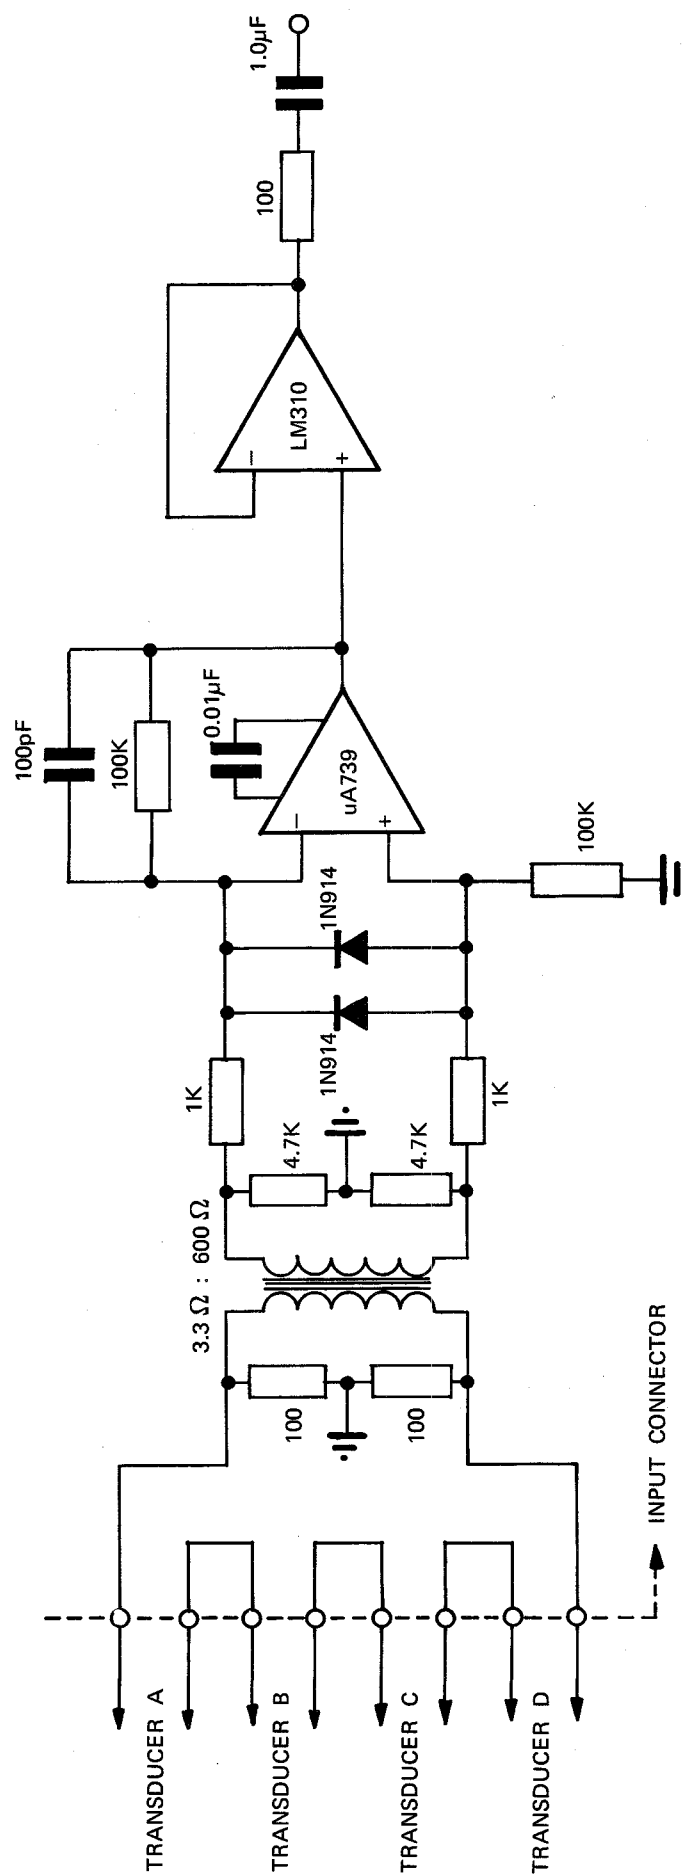 TRANSDUCER A
TRANSDUCER B
TRANSDUCER C
TRANSDUCER D
INPUT CONNECTOR
100
100
3.3 Ω : 600 Ω
4.7K
4.7K
1K
1K
1N914
1N914
100pF
100K
0.01μF
-
+
uA739
100K
-
+
LM310
100
1.0μF